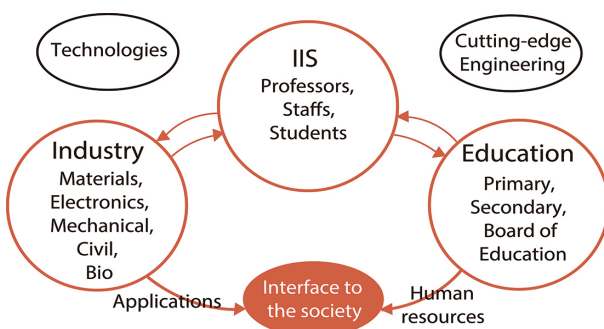 Technologies
IIS
Professors,
Staffs,
Students
Cutting-edge
Engineering
Industry
Materials,
Electronics,
Mechanical,
Civil,
Bio
Education
Primary,
Secondary,
Board of
Education
Applications
Interface to
the society
Human
resources